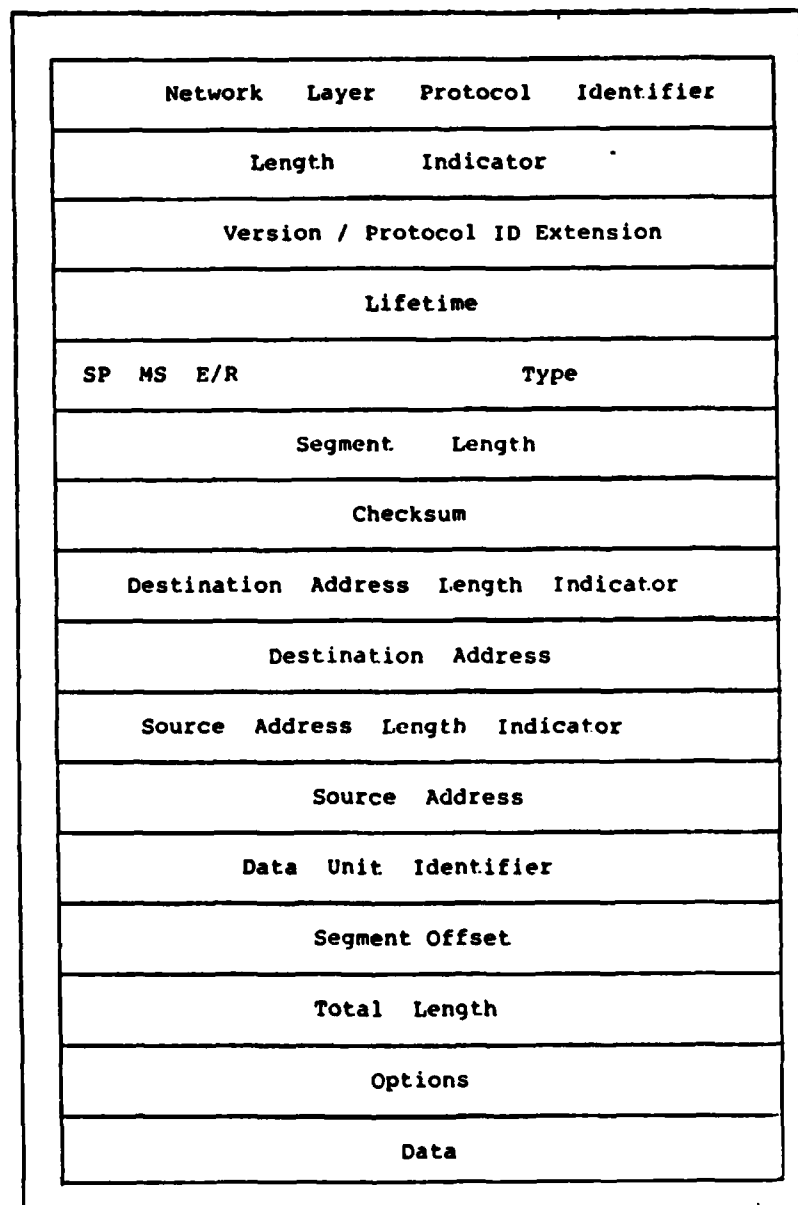 Network Layer Protocol Identifier
Length Indicator
Version / Protocol ID Extension
Lifetime
SP MS E/R Type
Segment Length
Checksum
Destination Address Length Indicator
Destination Address
Source Address Length Indicator
Source Address
Data Unit Identifier
Segment Offset
Total Length
Options
Data